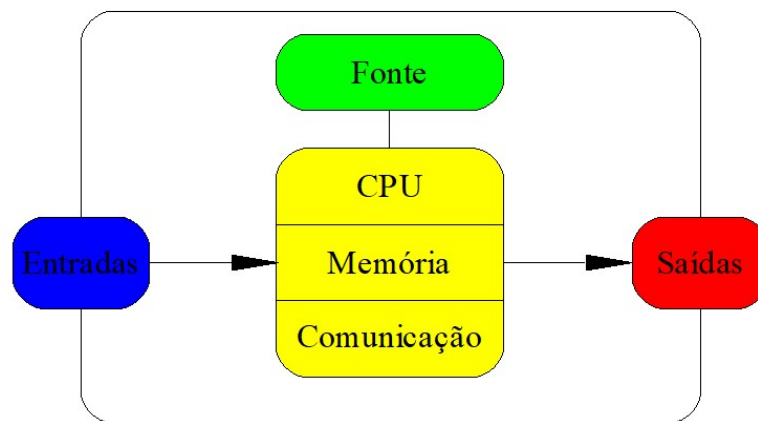 Fonte
CPU
Entradas
Memória
Saídas
Comunicação